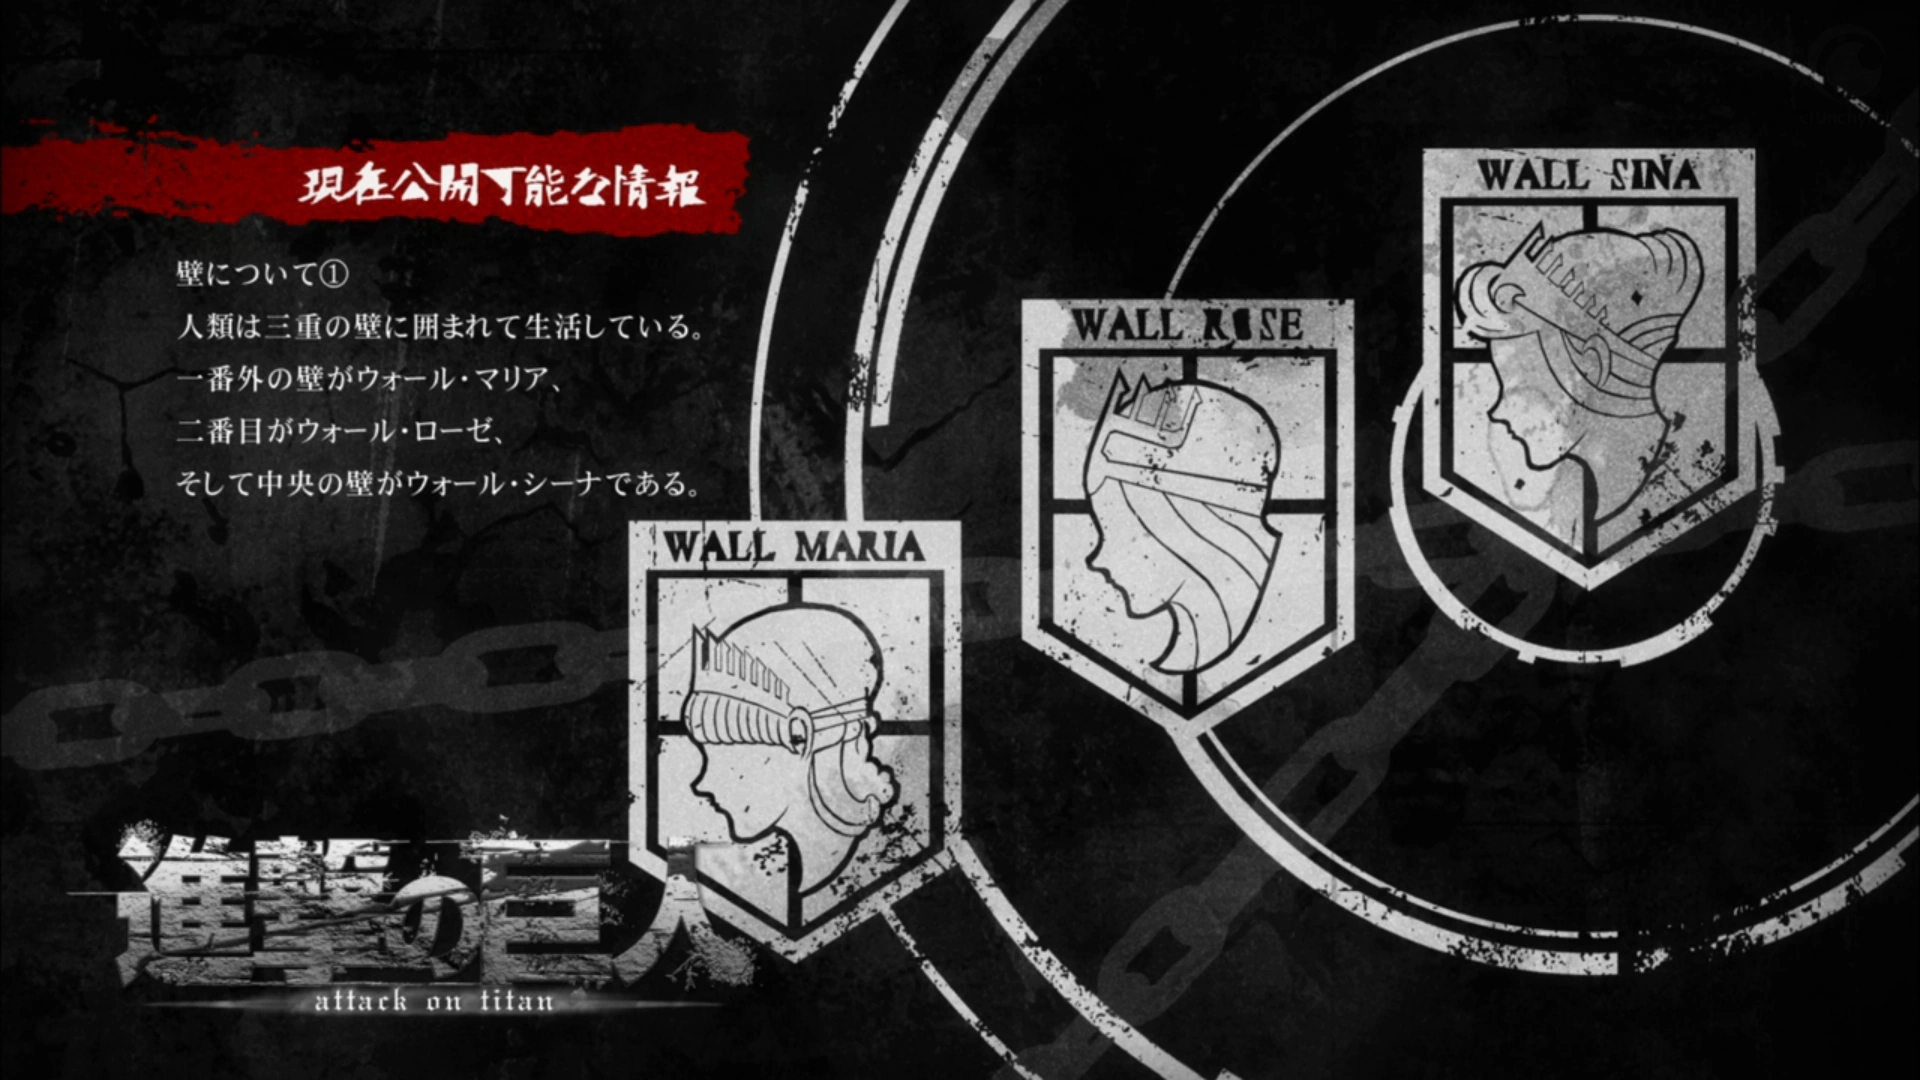 現在公開可能な情報
壁について①
人類は三重の壁に囲まれて生活している。
一番外の壁がウォール・マリア、
二番目がウォール・ローゼ、
そして中央の壁がウォール・シーナである。
WALL SINA
WALL ROSE
WALL MARIA
進撃の巨人
attack on titan